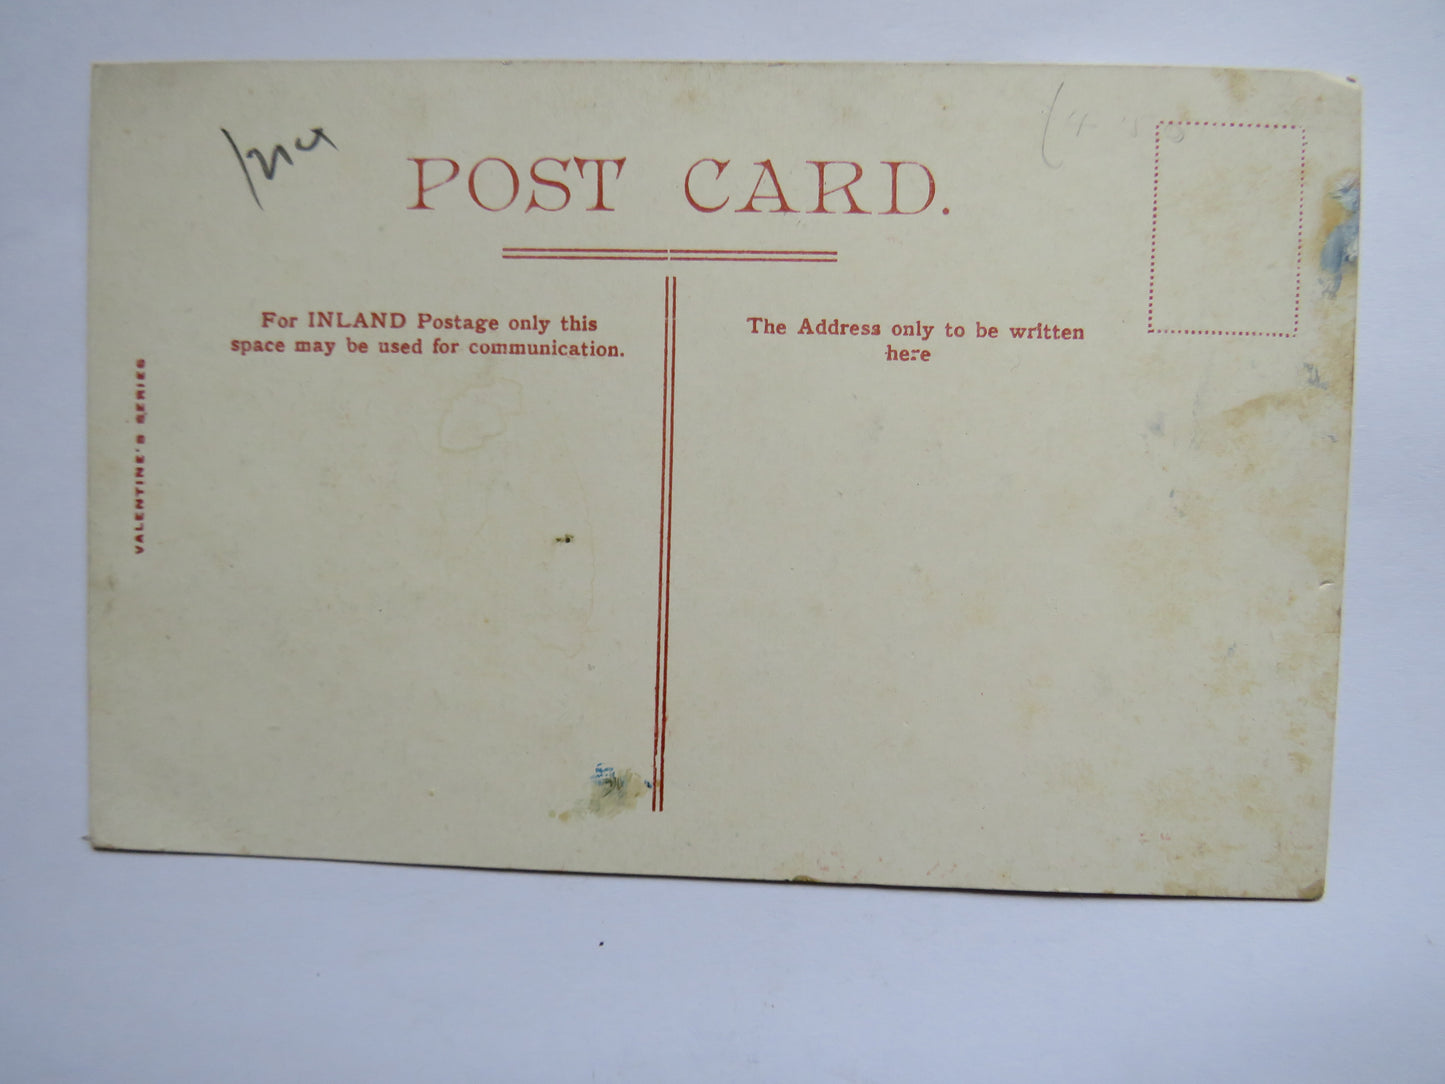 POST CARD.
For INLAND Postage only this
space may be used for communication.
The Address only to be written
here
VALENTINE'S SERIES